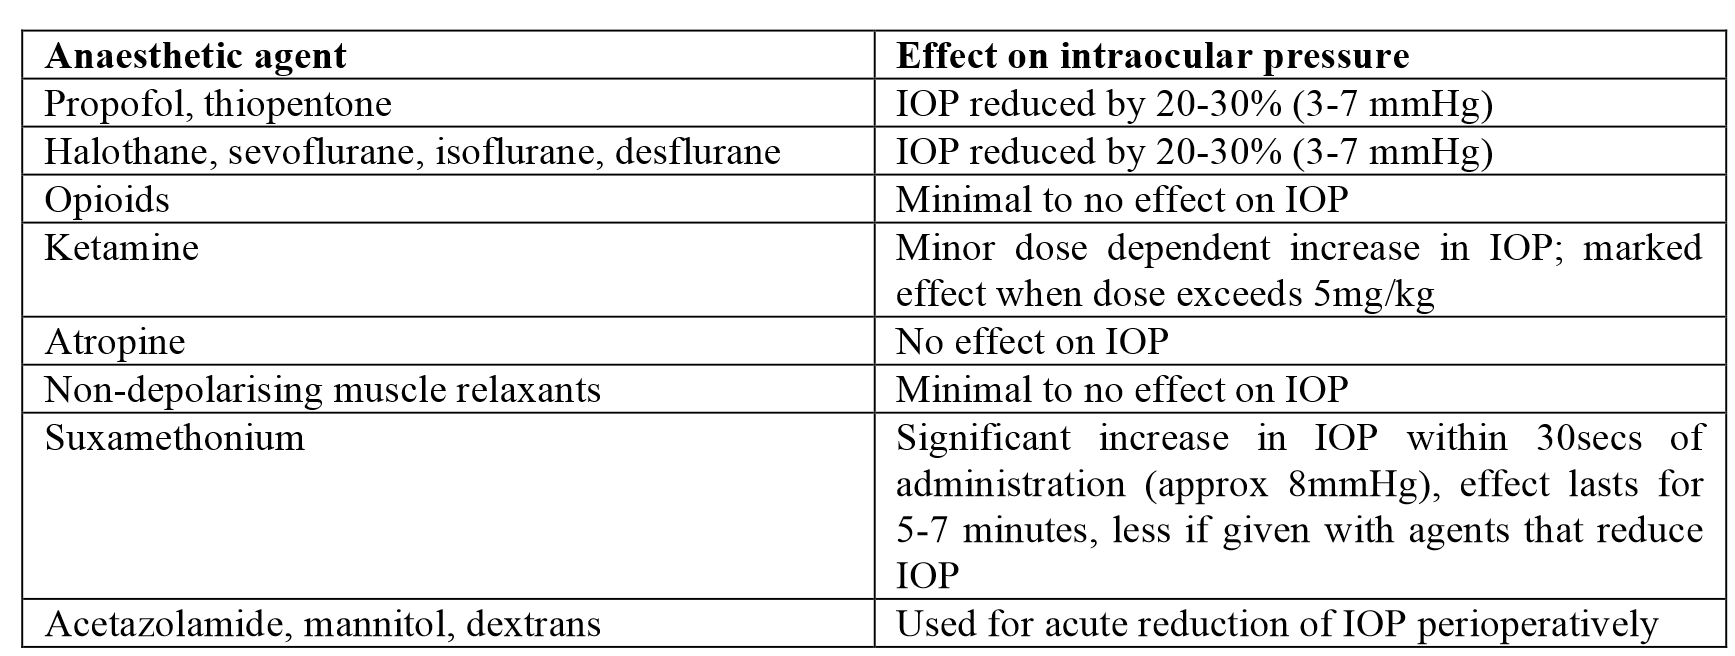 Anaesthetic agent Effect on intraocular pressure
Propofol, thiopentone IOP reduced by 20-30% (3-7 mmHg)
Halothane, sevoflurane, isoflurane, desflurane IOP reduced by 20-30% (3-7 mmHg)
Opioids Minimal to no effect on IOP
Ketamine Minor dose dependent increase in IOP; marked
effect when dose exceeds 5mg/kg
Atropine No effect on IOP
Non-depolarising muscle relaxants Minimal to no effect on IOP
Suxamethonium Significant increase in IOP within 30secs of
administration (approx 8mmHg), effect lasts for
5-7 minutes, less if given with agents that reduce
IOP
Acetazolamide, mannitol, dextrans Used for acute reduction of IOP perioperatively